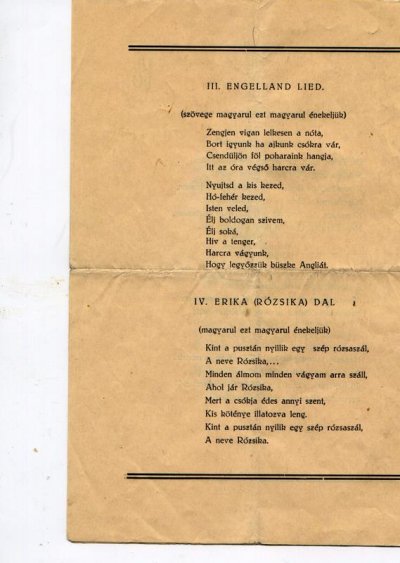 III. ENGELLAND LIED.
(szövege magyarul ezt magyarul énekeljük)
Zengjen vigan lelkesen a nóta,
Bort igyunk ha ajkunk csókra vár,
Csendüljön föl poharaink hangja,
Itt az óra végső harcra vár.
Nyujtsd a kis kezed,
Hó-fehér kezed,
Isten veled,
Élj boldogan szivem,
Élj soká,
Hiv a tenger,
Harcra vágyunk,
Hogy legyőzzük büszke Angliát.
IV. ERIKA (RÓZSIKA) DAL
(magyarul ezt magyarul énekeljük)
Kint a pusztán nyilik egy szép rózsaszál,
A neve Rózsika,...
Minden álmom minden vágyam arra száll,
Ahol jár Rózsika,
Mert a csókja édes annyi szent,
Kis köténye illatozva leng.
Kint a pusztán nyilik egy szép rózsaszál,
A neve Rózsika.